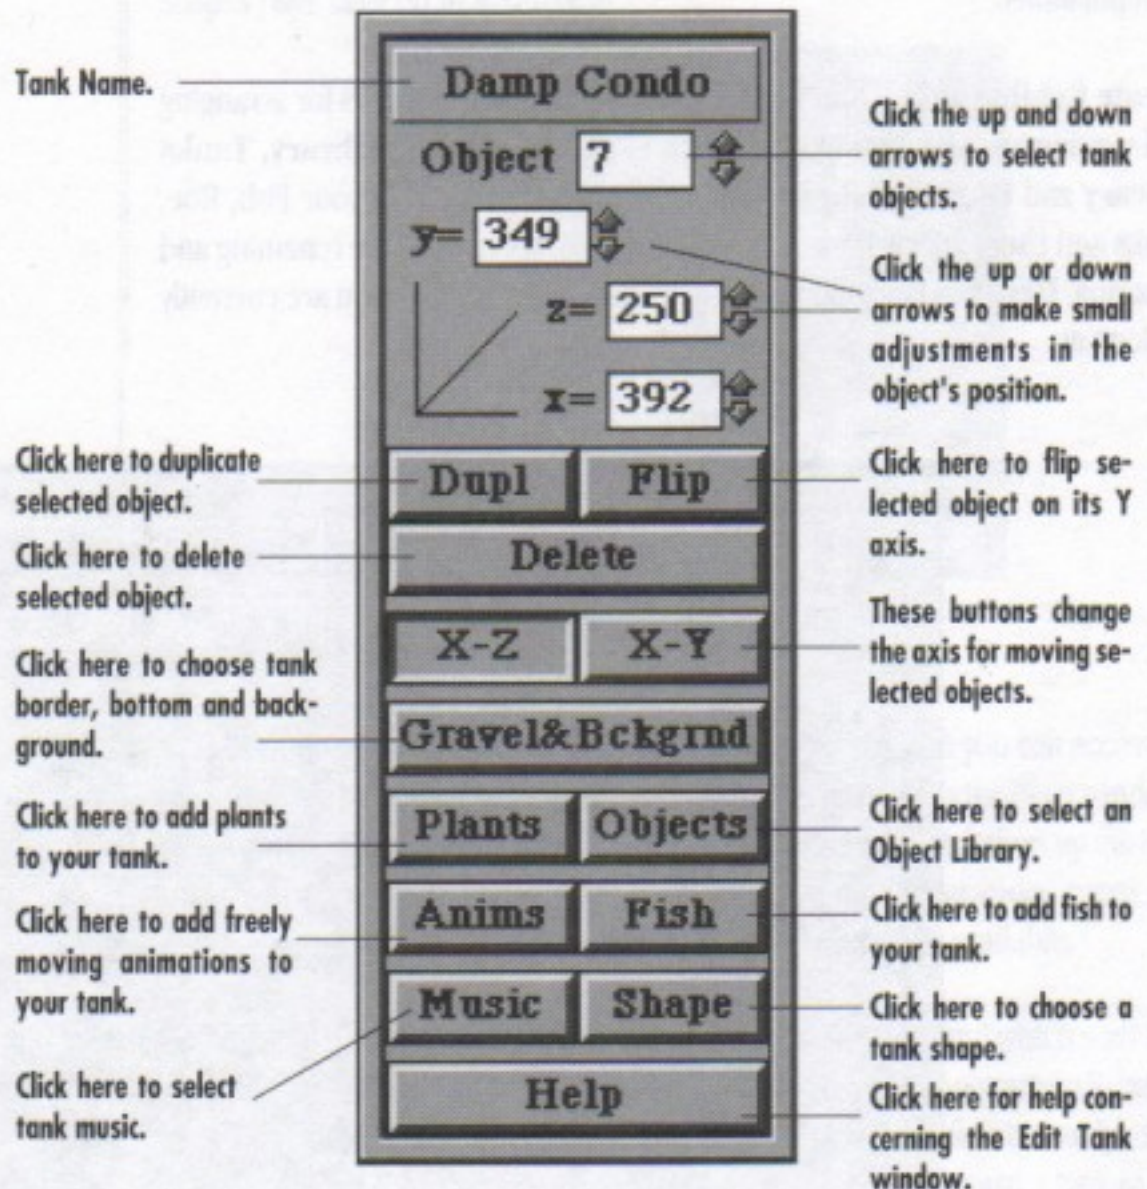 Tank Name.
Damp Condo
Object 7
Click the up and down
arrows to select tank
objects.
y= 349
z= 250
x= 392
Click the up or down
arrows to make small
adjustments in the
object's position.
Click here to duplicate
selected object.
Dupl
Flip
Click here to flip se-
lected object on its Y
axis.
Click here to delete
selected object.
Delete
X-Z
X-Y
These buttons change
the axis for moving se-
lected objects.
Click here to choose tank
border, bottom and back-
ground.
Gravel&Bckgrnd
Click here to add plants
to your tank.
Plants
Objects
Click here to select an
Object Library.
Click here to add freely
moving animations to
your tank.
Anims
Fish
Click here to add fish to
your tank.
Click here to select
tank music.
Music
Shape
Click here to choose a
tank shape.
Help
Click here for help con-
cerning the Edit Tank
window.